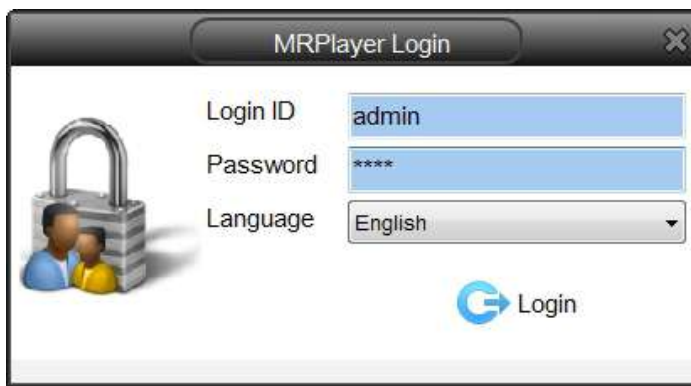 MRPlayer Login
Login ID admin
Password ****
Language English
Login